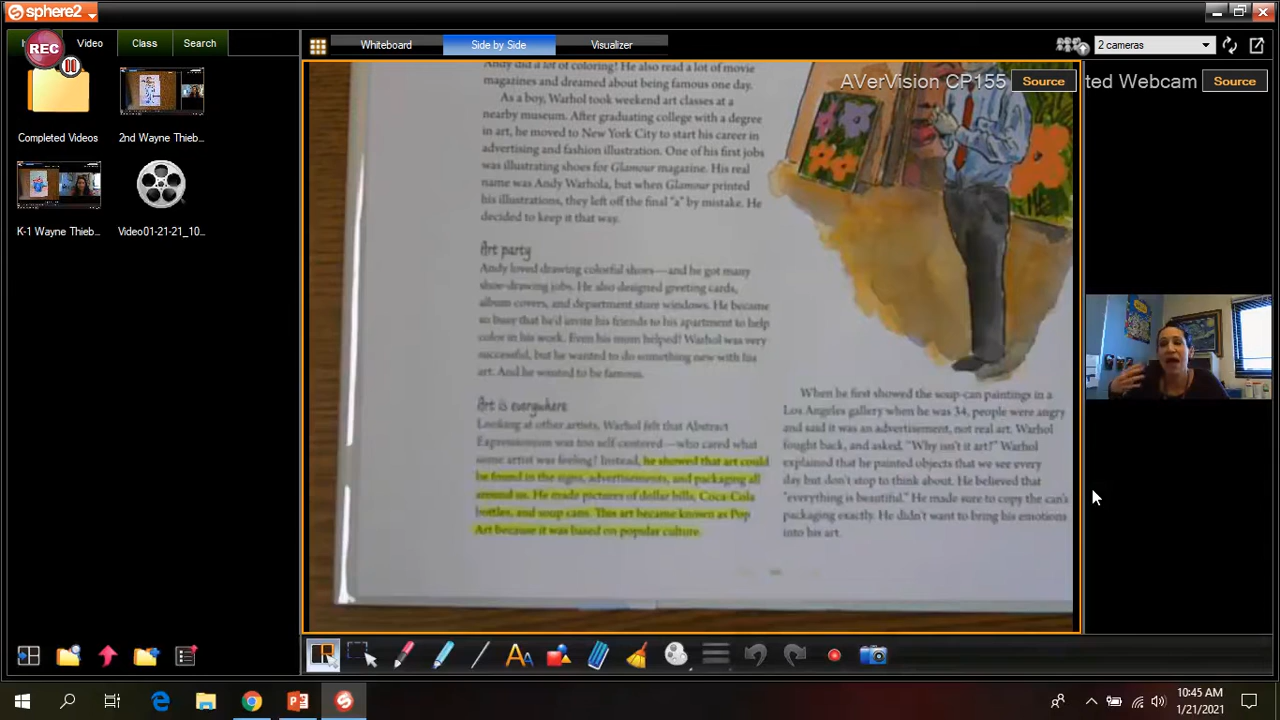 sphere2
REC
Video
Class
Search
Whiteboard
Side by Side
Visualizer
2 cameras
Completed Videos
2nd Wayne Thieb...
K-1 Wayne Thieb...
Video01-21-21_10...
AVerVision CP155
Source
ted Webcam
Source
Andy did a lot of coloring! He also read a lot of movie
magazines and dreamed about being famous one day.
As a boy, Warhol took weekend art classes at a
nearby museum. After graduating college with a degree
in art, he moved to New York City to start his career in
advertising and fashion illustration. One of his first jobs
was illustrating shoes for Glamour magazine. His real
name was Andy Warhola, but when Glamour printed
his illustrations, they left off the final "a" by mistake. He
decided to keep it that way.
Art party
Andy loved drawing colorful shoes—and he got many
shoe-drawing jobs. He also designed greeting cards,
album covers, and department store windows. He became
so busy that he'd invite his friends to his apartment to help
color in his work. Even his mom helped! Warhol was very
successful, but he wanted to do something new with his
art. And he wanted to be famous.
Art is everywhere
Looking at other artists, Warhol felt that Abstract
Expressionism was too self-centered—who cared what
some artist was feeling? Instead, he showed that art could
be found in the signs, advertisements, and packaging all
around us. He made pictures of dollar bills, Coca-Cola
bottles, and soup cans. This art became known as Pop
Art because it was based on popular culture.
When he first showed the soup-can paintings in a
Los Angeles gallery when he was 34, people were angry
and said it was an advertisement, not real art. Warhol
fought back, and asked, "Why isn't it art?" Warhol
explained that he painted objects that we see every
day but don't stop to think about. He believed that
"everything is beautiful." He made sure to copy the can's
packaging exactly. He didn't want to bring his emotions
into his art.
10:45 AM
1/21/2021